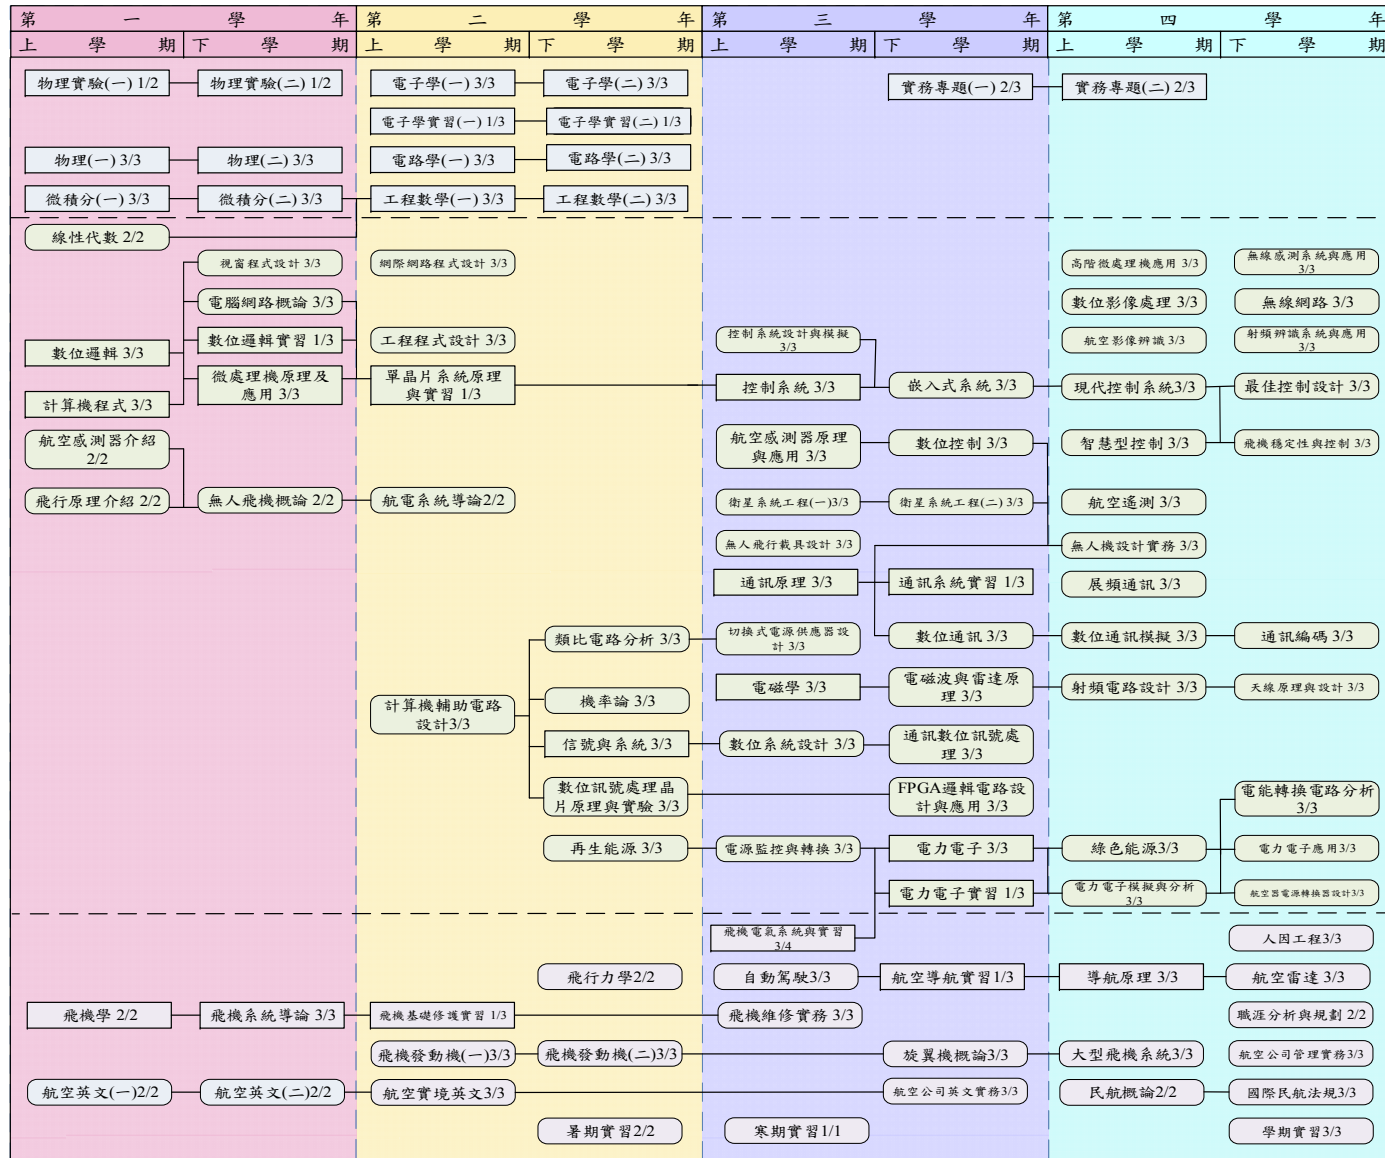 第一學年 第二學年 第三學年 第四學年
上學期 下學期 上學期 下學期 上學期 下學期 上學期 下學期
物理實驗(一) 1/2 物理實驗(二) 1/2 電子學(一) 3/3 電子學(二) 3/3 實務專題(一) 2/3 實務專題(二) 2/3
電子學實習(一) 1/3 電子學實習(二) 1/3
物理(一) 3/3 物理(二) 3/3 電路學(一) 3/3 電路學(二) 3/3
微積分(一) 3/3 微積分(二) 3/3 工程數學(一) 3/3 工程數學(二) 3/3
線性代數 2/2
視窗程式設計 3/3 網際網路程式設計 3/3 高階微處理機應用 3/3 無線感測系統與應用
3/3
電腦網路概論 3/3 數位影像處理 3/3 無線網路 3/3
數位邏輯 3/3 數位邏輯實習 1/3 工程程式設計 3/3 控制系統設計與模擬
3/3 航空影像辨識 3/3 射頻辨識系統與應用
3/3
計算機程式 3/3 微處理機原理及
應用 3/3 單晶片系統原理
與實習 1/3 控制系統 3/3 嵌入式系統 3/3 現代控制系統3/3 最佳控制設計 3/3
航空感測器介紹
2/2 航空感測器原理
與應用 3/3 數位控制 3/3 智慧型控制 3/3 飛機穩定性與控制 3/3
飛行原理介紹 2/2 無人飛機概論 2/2 航電系統導論2/2 衛星系統工程(一)3/3 衛星系統工程(二) 3/3 航空遙測 3/3
無人飛行載具設計 3/3 無人機設計實務 3/3
通訊原理 3/3 通訊系統實習 1/3 展頻通訊 3/3
類比電路分析 3/3 切換式電源供應器設
計 3/3 數位通訊 3/3 數位通訊模擬 3/3 通訊編碼 3/3
計算機輔助電路
設計3/3 機率論 3/3 電磁學 3/3 電磁波與雷達原
理 3/3 射頻電路設計 3/3 天線原理與設計 3/3
信號與系統 3/3 數位系統設計 3/3 通訊數位訊號處
理 3/3
數位訊號處理晶
片原理與實驗 3/3 FPGA邏輯電路設
計與應用 3/3 電能轉換電路分析
3/3
再生能源 3/3 電源監控與轉換 3/3 電力電子 3/3 綠色能源3/3 電力電子應用3/3
電力電子實習 1/3 電力電子模擬與分析
3/3 航空器電源轉換器設計3/3
飛機電氣系統與實習
3/4 人因工程3/3
飛行力學2/2 自動駕駛3/3 航空導航實習1/3 導航原理 3/3 航空雷達 3/3
飛機學 2/2 飛機系統導論 3/3 飛機基礎修護實習 1/3 飛機維修實務 3/3 職涯分析與規劃 2/2
飛機發動機(一)3/3 飛機發動機(二)3/3 旋翼機概論3/3 大型飛機系統3/3 航空公司管理實務3/3
航空英文(一)2/2 航空英文(二)2/2 航空實境英文3/3 航空公司英文實務3/3 民航概論2/2 國際民航法規3/3
暑期實習2/2 寒期實習1/1 學期實習3/3